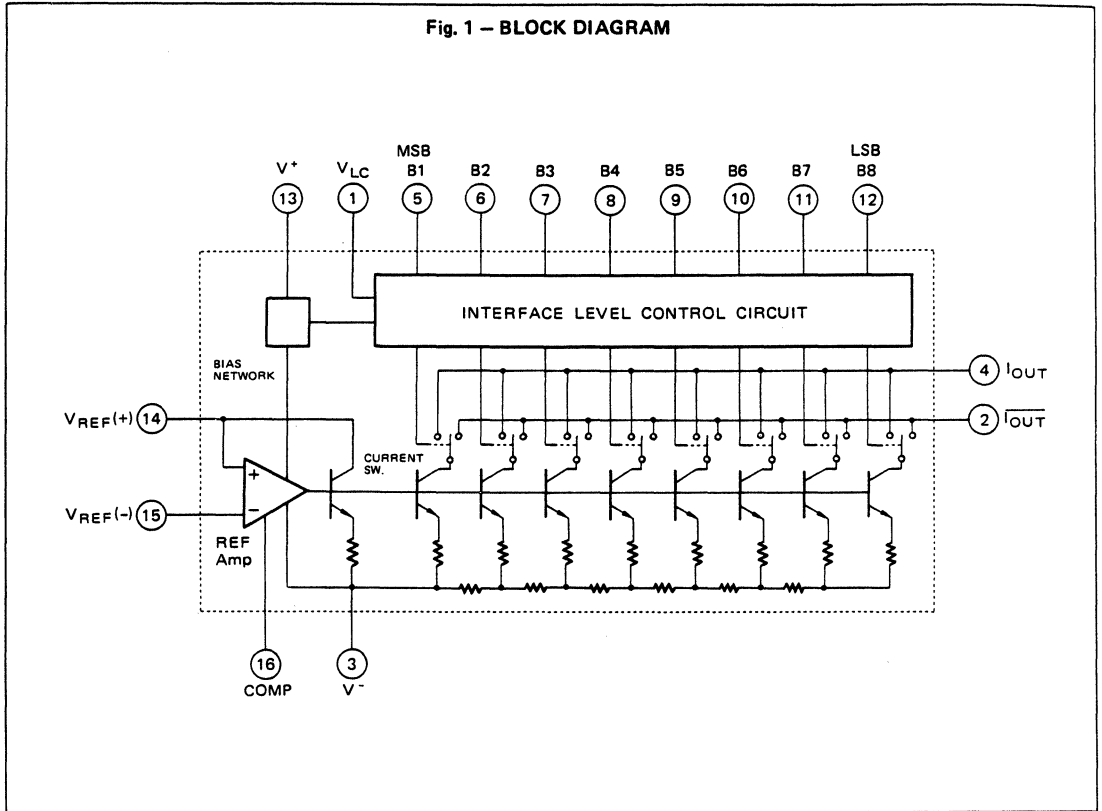 Fig. 1 – BLOCK DIAGRAM
MSB
LSB
V+ VLC B1 B2 B3 B4 B5 B6 B7 B8
13 1 5 6 7 8 9 10 11 12
INTERFACE LEVEL CONTROL CIRCUIT
BIAS
NETWORK
4 IOUT
VREF(+) 14
2 I̅O̅U̅T̅
CURRENT
SW.
+
VREF(-) 15
−
REF
Amp
16
COMP
3
V-